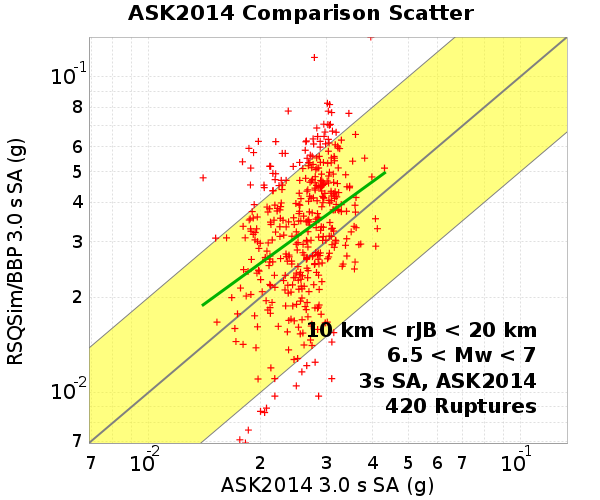 ASK2014 Comparison Scatter
RSQSim/BBP 3.0 s SA (g)
10⁻¹
8
6
5
4
3
2
10⁻²
7
10 km < rJB < 20 km
6.5 < Mw < 7
3s SA, ASK2014
420 Ruptures
7 10⁻² 2 3 4 5 6 7 10⁻¹
ASK2014 3.0 s SA (g)